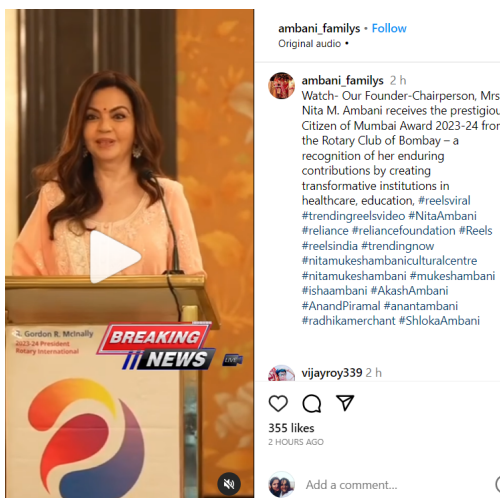 ambani_familys • Follow
Original audio •
ambani_familys 2 h
Watch- Our Founder-Chairperson, Mrs
Nita M. Ambani receives the prestigiou
Citizen of Mumbai Award 2023-24 from
the Rotary Club of Bombay – a
recognition of her enduring
contributions by creating
transformative institutions in
healthcare, education, #reelsviral
#trendingreelsvideo #NitaAmbani
#reliance #reliancefoundation #Reels
#reelsindia #trendingnow
#nitamukeshambaniculturalcentre
#nitamukeshambani #mukeshambani
#ishaambani #AkashAmbani
#AnandPiramal #anantambani
#radhikamerchant #ShlokaAmbani
vijayroy339 2 h
355 likes
2 HOURS AGO
Add a comment...
R. Gordon R. McInally
2023-24 President
Rotary International
BREAKING
NEWS
LIVE